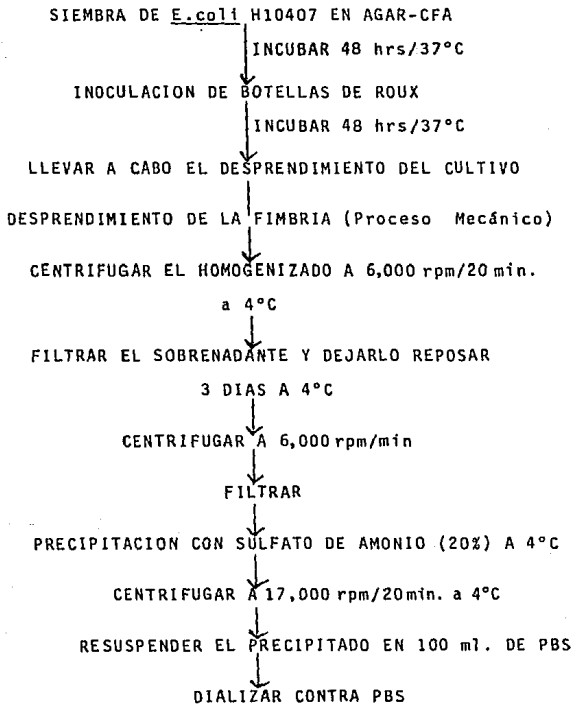 SIEMBRA DE E.coli H10407 EN AGAR-CFA
INCUBAR 48 hrs/37°C
INOCULACION DE BOTELLAS DE ROUX
INCUBAR 48 hrs/37°C
LLEVAR A CABO EL DESPRENDIMIENTO DEL CULTIVO
DESPRENDIMIENTO DE LA FIMBRIA (Proceso Mecánico)
CENTRIFUGAR EL HOMOGENIZADO A 6,000 rpm/20 min.
a 4°C
FILTRAR EL SOBRENADANTE Y DEJARLO REPOSAR
3 DIAS A 4°C
CENTRIFUGAR A 6,000 rpm/min
FILTRAR
PRECIPITACION CON SULFATO DE AMONIO (20%) A 4°C
CENTRIFUGAR A 17,000 rpm/20min. a 4°C
RESUSPENDER EL PRECIPITADO EN 100 ml. DE PBS
DIALIZAR CONTRA PBS